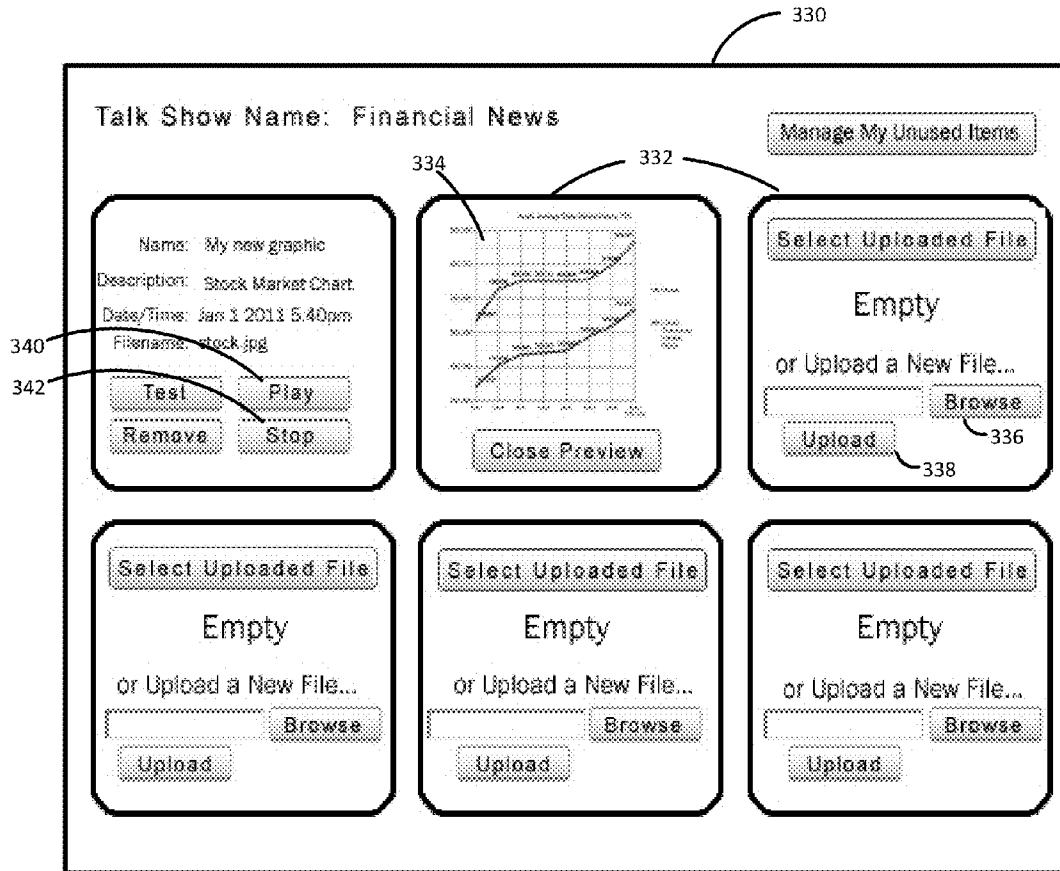 330
Talk Show Name: Financial News
Manage My Unused Items
334
332
Name: My new graphic
Description: Stock Market Chart.
Date/Time: Jan 1 2011 5.40pm
Filename: stock.jpg
340
342
Test
Play
Remove
Stop
Close Preview
Select Uploaded File
Empty
or Upload a New File...
Browse
336
Upload
338
Select Uploaded File
Empty
or Upload a New File...
Browse
Upload
Select Uploaded File
Empty
or Upload a New File...
Browse
Upload
Select Uploaded File
Empty
or Upload a New File...
Browse
Upload